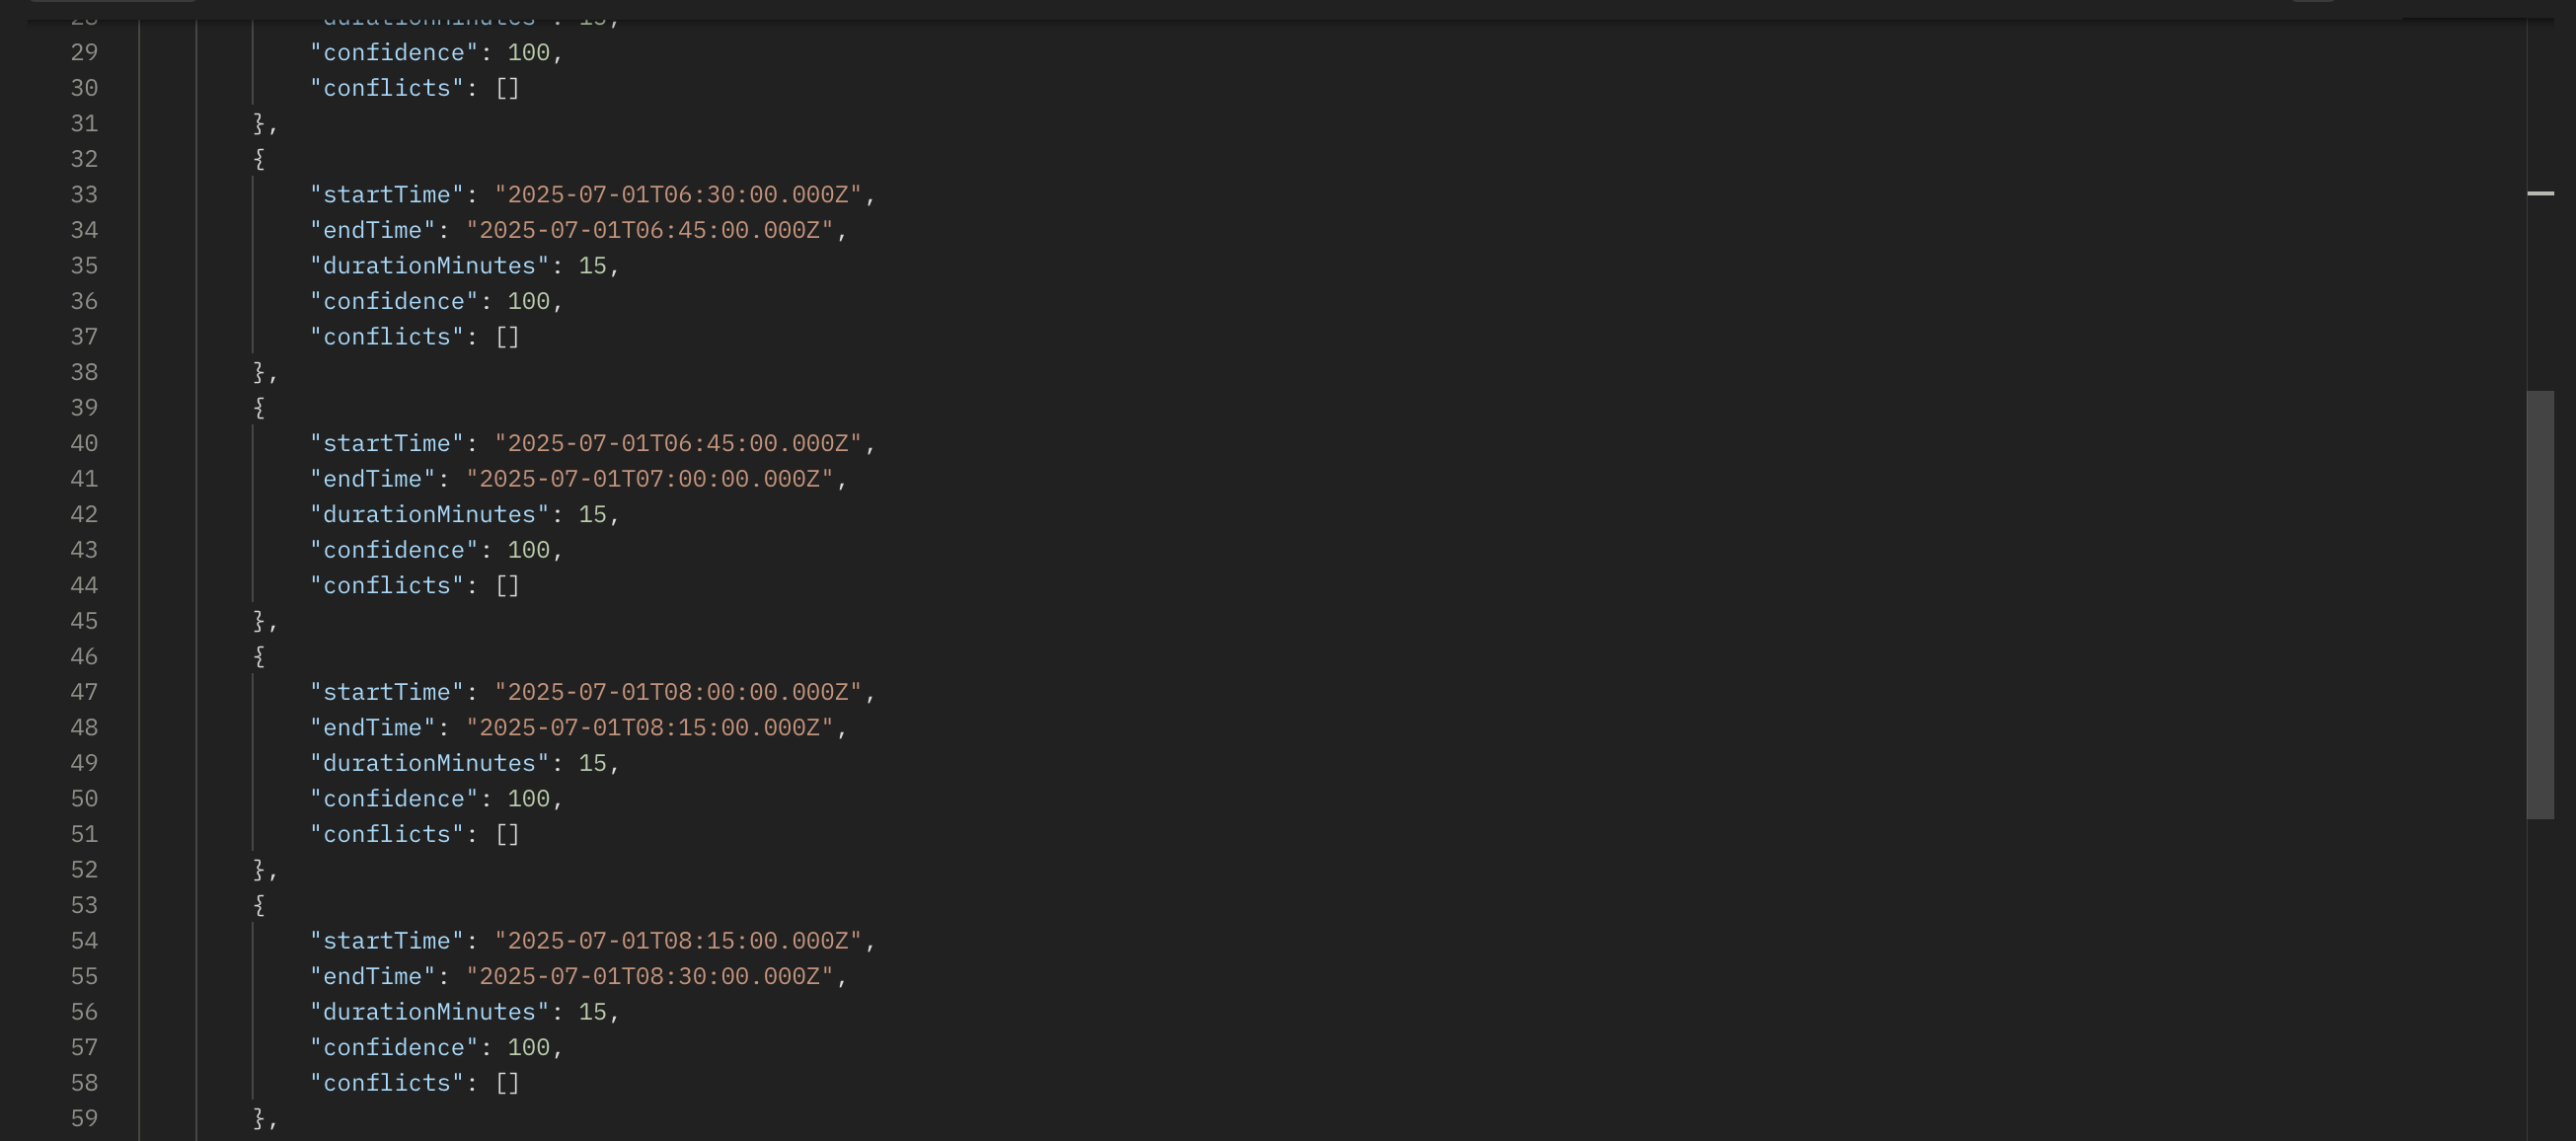 28 "durationMinutes": 15,
29 "confidence": 100,
30 "conflicts": []
31 },
32 {
33 "startTime": "2025-07-01T06:30:00.000Z",
34 "endTime": "2025-07-01T06:45:00.000Z",
35 "durationMinutes": 15,
36 "confidence": 100,
37 "conflicts": []
38 },
39 {
40 "startTime": "2025-07-01T06:45:00.000Z",
41 "endTime": "2025-07-01T07:00:00.000Z",
42 "durationMinutes": 15,
43 "confidence": 100,
44 "conflicts": []
45 },
46 {
47 "startTime": "2025-07-01T08:00:00.000Z",
48 "endTime": "2025-07-01T08:15:00.000Z",
49 "durationMinutes": 15,
50 "confidence": 100,
51 "conflicts": []
52 },
53 {
54 "startTime": "2025-07-01T08:15:00.000Z",
55 "endTime": "2025-07-01T08:30:00.000Z",
56 "durationMinutes": 15,
57 "confidence": 100,
58 "conflicts": []
59 },